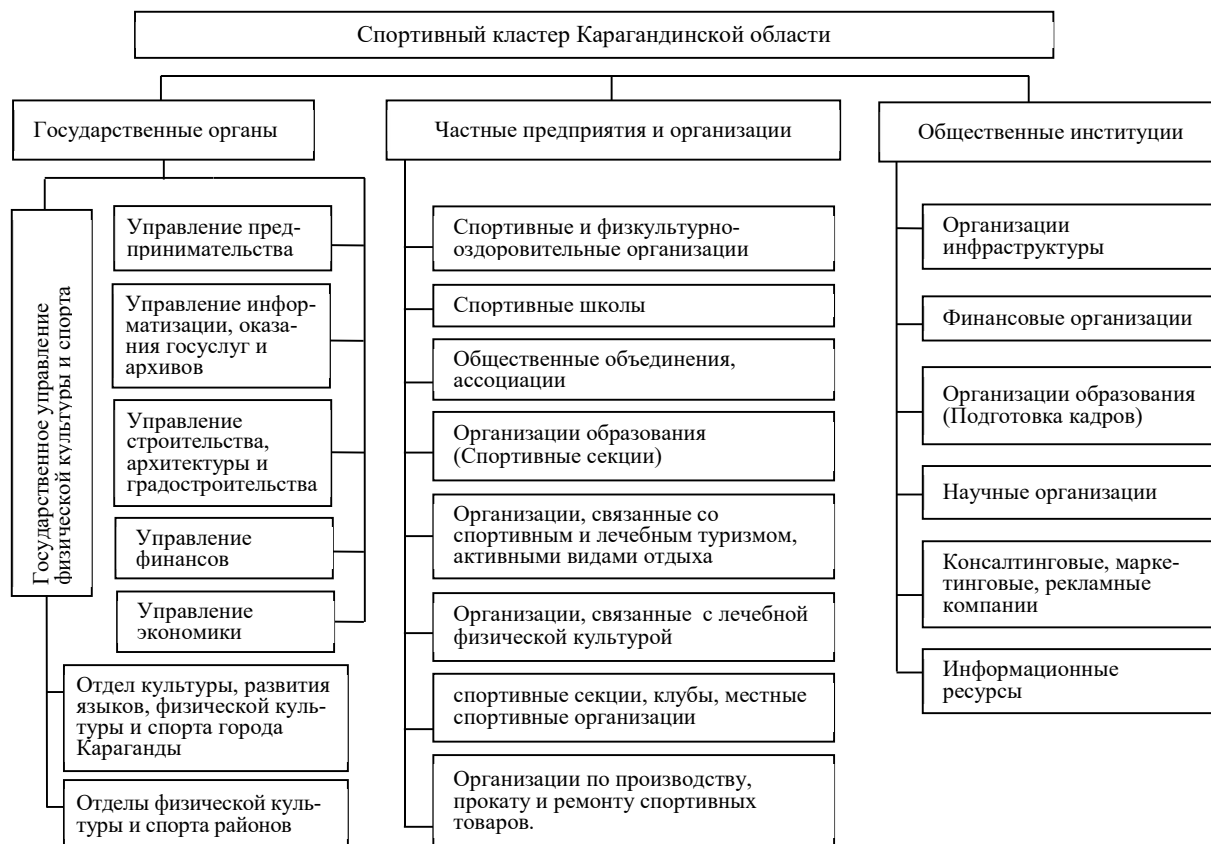 Спортивный кластер Карагандинской области
Государственные органы
Частные предприятия и организации
Общественные институции
Государственное управление
физической культуры и спорта
Управление пред-
принимательства
Управление инфор-
матизации, оказа-
ния госуслуг и
архивов
Управление
строительства,
архитектуры и
градостроительства
Управление
финансов
Управление
экономики
Отдел культуры, развития
языков, физической куль-
туры и спорта города
Караганды
Отделы физической куль-
туры и спорта районов
Спортивные и физкультурно-
оздоровительные организации
Спортивные школы
Общественные объединения,
ассоциации
Организации образования
(Спортивные секции)
Организации, связанные со
спортивным и лечебным туризмом,
активными видами отдыха
Организации, связанные с лечебной
физической культурой
спортивные секции, клубы, местные
спортивные организации
Организации по производству,
прокату и ремонту спортивных
товаров.
Организации
инфраструктуры
Финансовые организации
Организации образования
(Подготовка кадров)
Научные организации
Консалтинговые, марке-
тинговые, рекламные
компании
Информационные
ресурсы